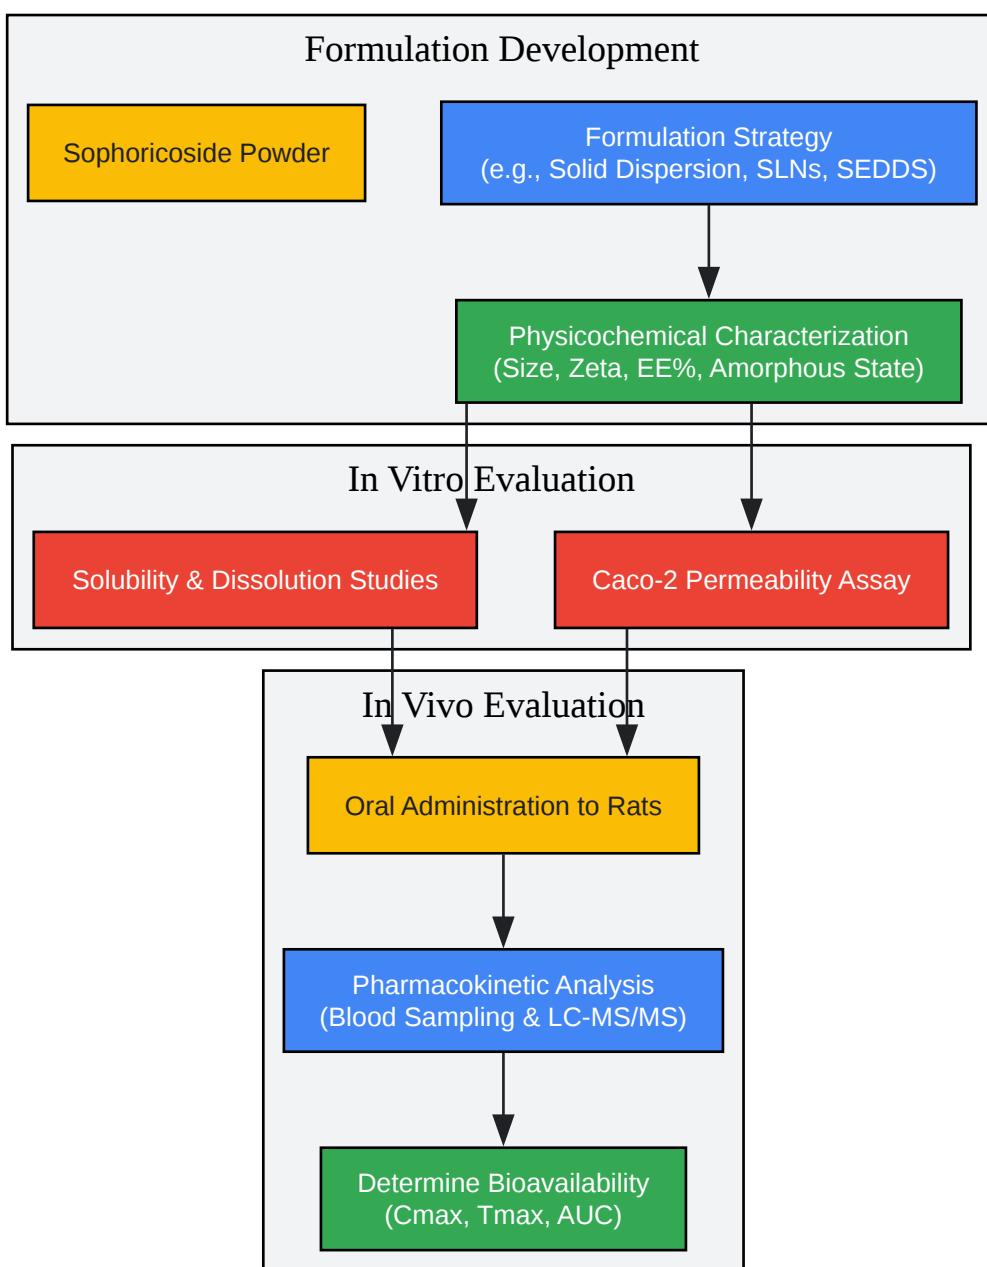 Formulation Development
Sophoricoside Powder
Formulation Strategy
(e.g., Solid Dispersion, SLNs, SEDDS)
Physicochemical Characterization
(Size, Zeta, EE%, Amorphous State)
In Vitro Evaluation
Solubility & Dissolution Studies
Caco-2 Permeability Assay
In Vivo Evaluation
Oral Administration to Rats
Pharmacokinetic Analysis
(Blood Sampling & LC-MS/MS)
Determine Bioavailability
(Cmax, Tmax, AUC)